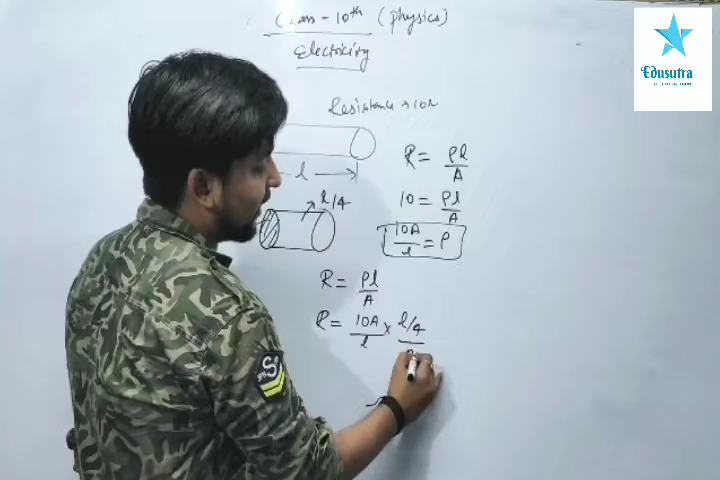 Class - 10th (Physics)
Electricity
Resistance → 10Ω
l
R = ρl/A
10 = ρl/A
10A/l = ρ
l/4
R = ρl/A
R = 10A/l × l/4
Edusutra